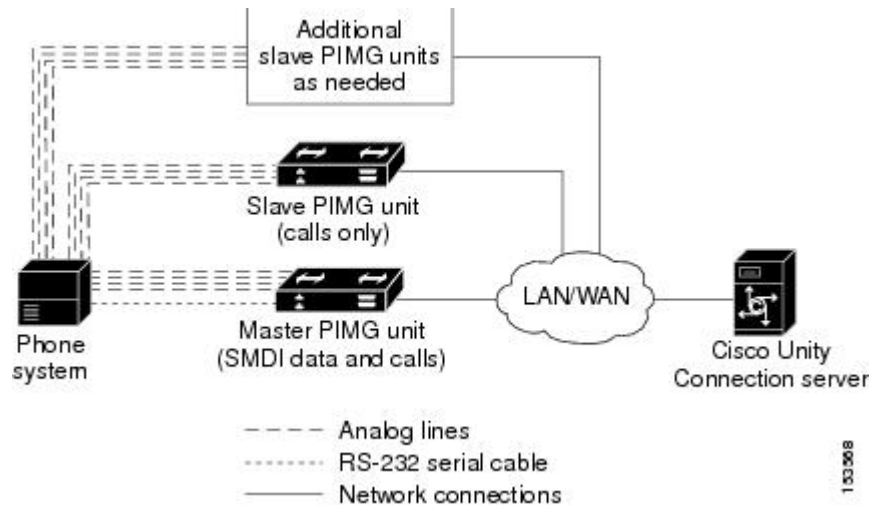 Additional
slave PIMG units
as needed
Slave PIMG unit
(calls only)
LAN/WAN
Phone
system
Master PIMG unit
(SMDI data and calls)
Cisco Unity
Connection server
Analog lines
RS-232 serial cable
Network connections
153568